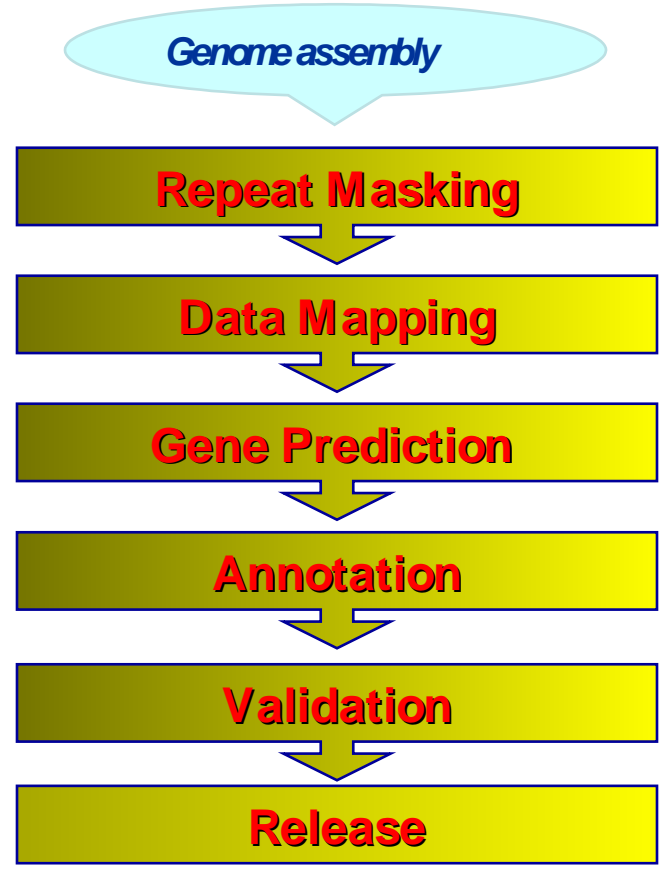 Genome assembly
Repeat Masking
Data Mapping
Gene Prediction
Annotation
Validation
Release